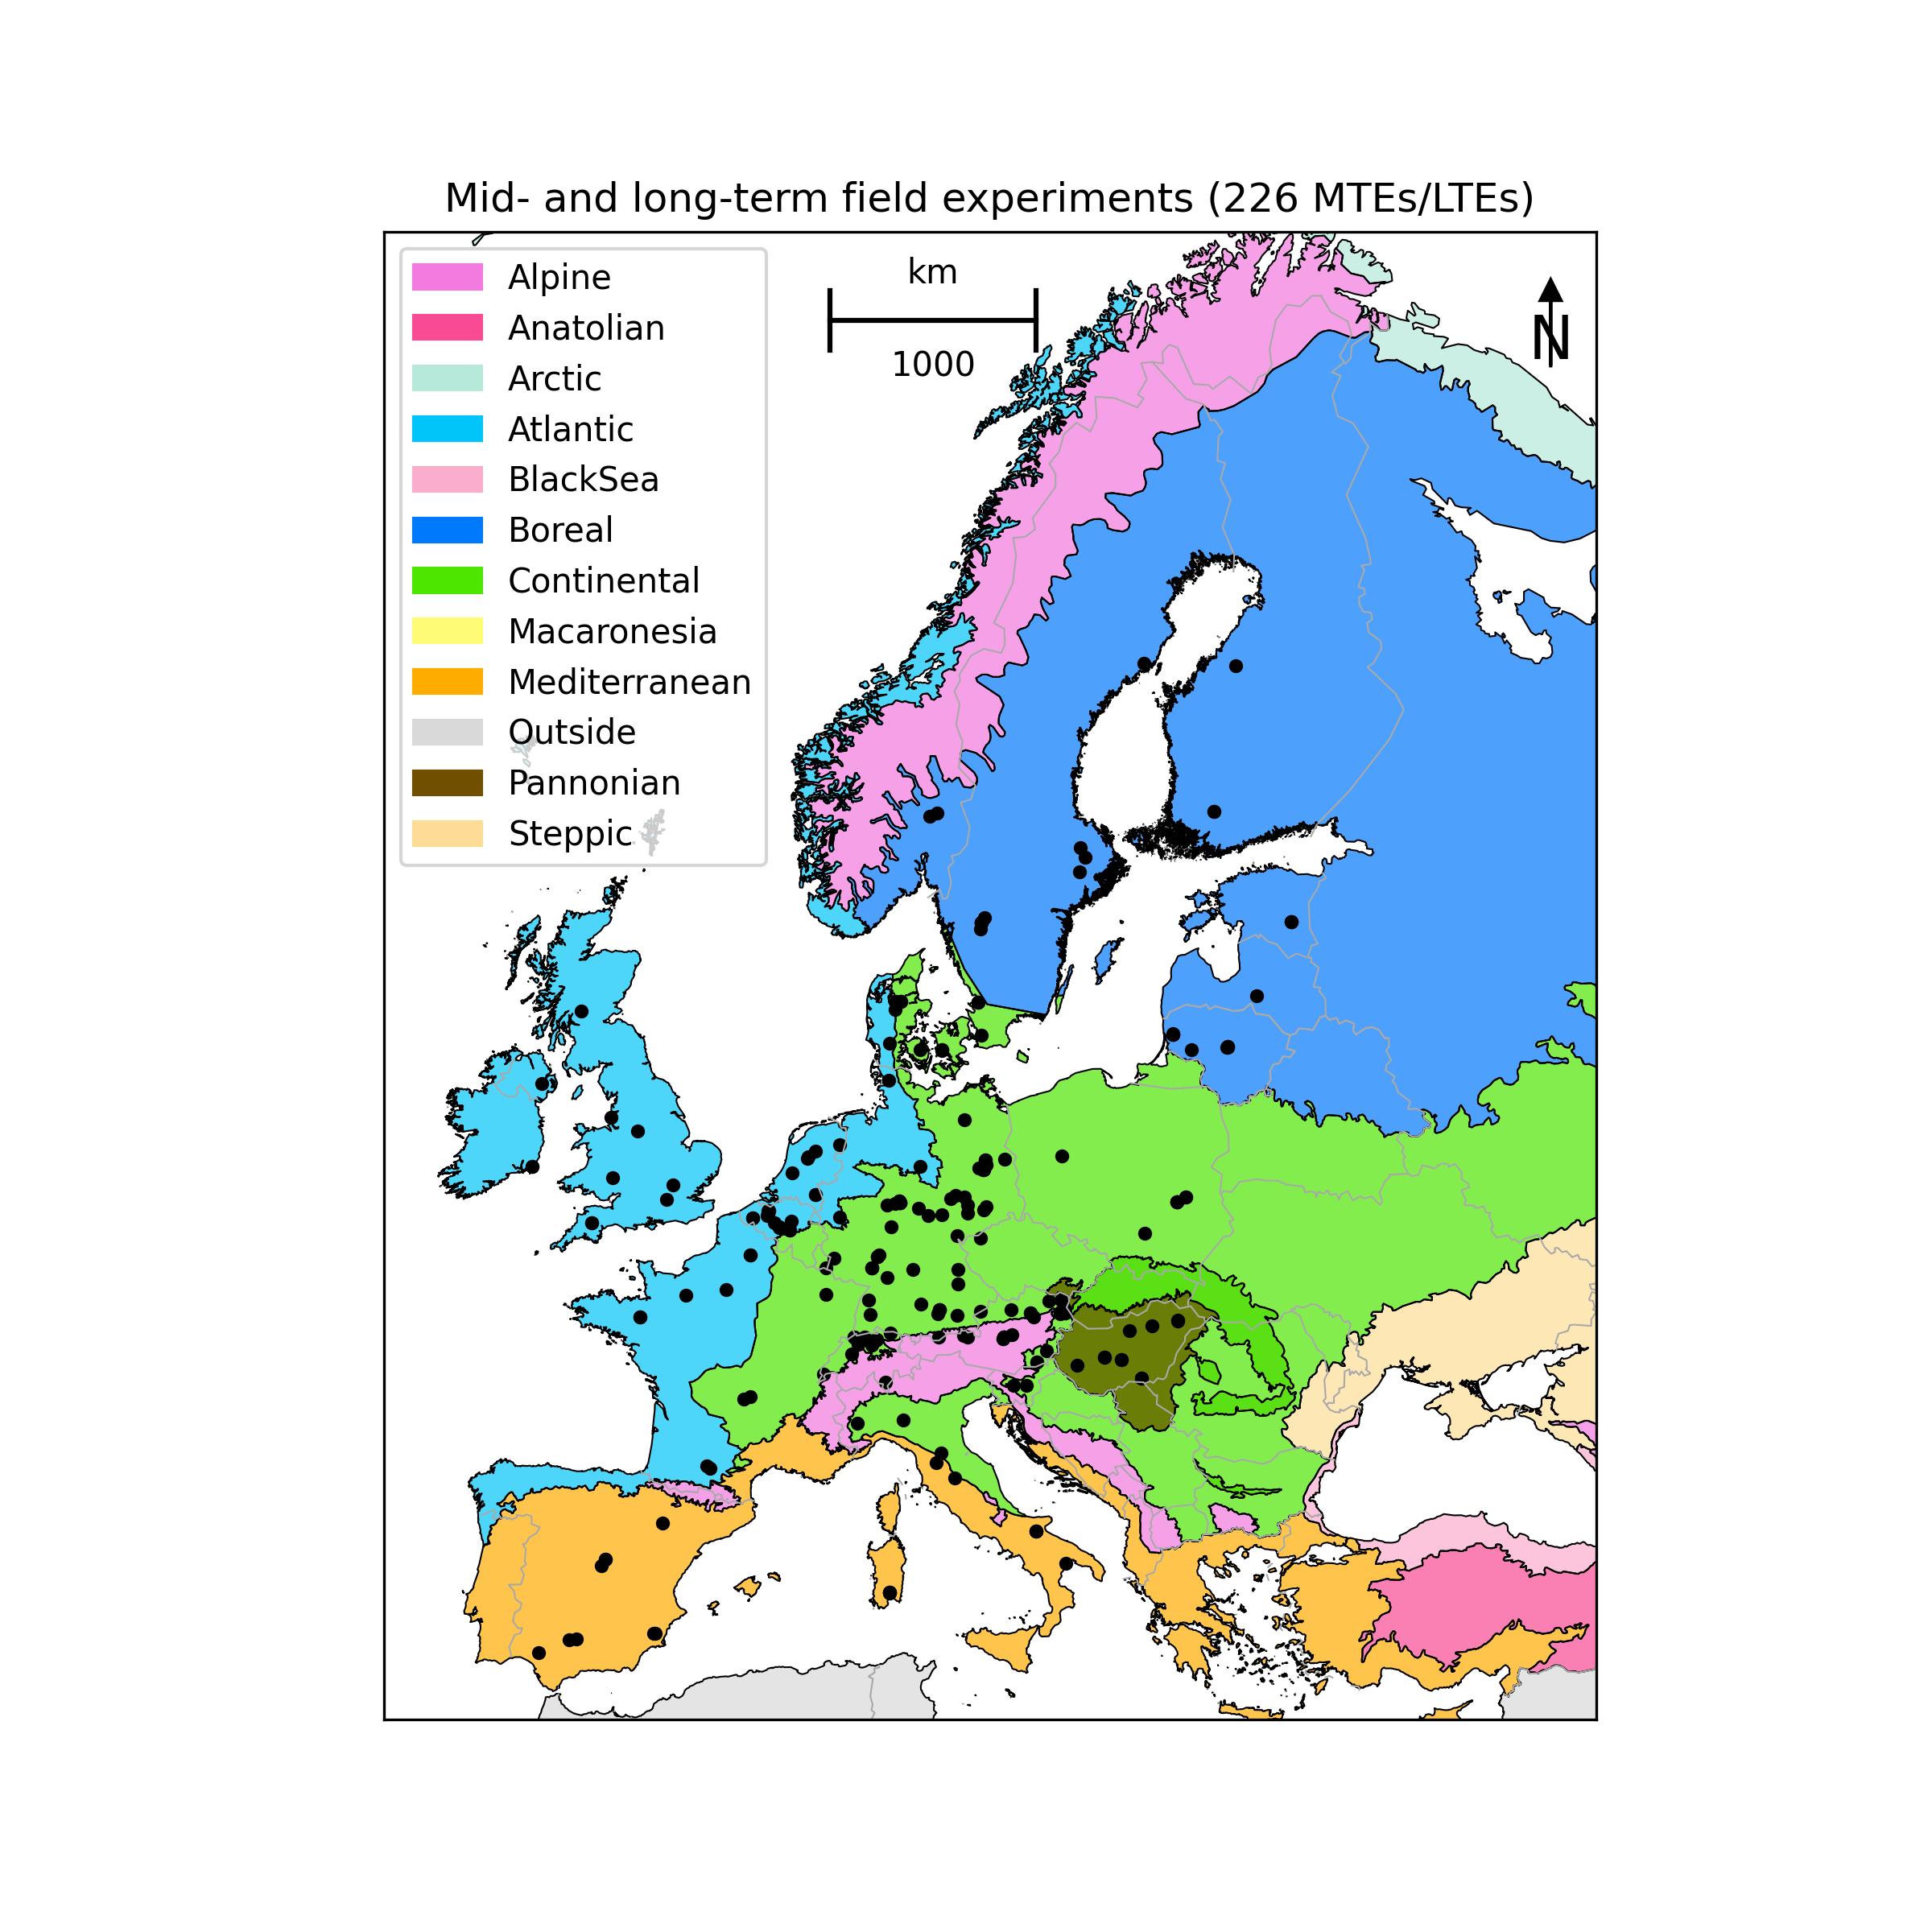 Mid- and long-term field experiments (226 MTEs/LTEs)
Alpine
Anatolian
Arctic
Atlantic
BlackSea
Boreal
Continental
Macaronesia
Mediterranean
Outside
Pannonian
Steppic
km
1000
N